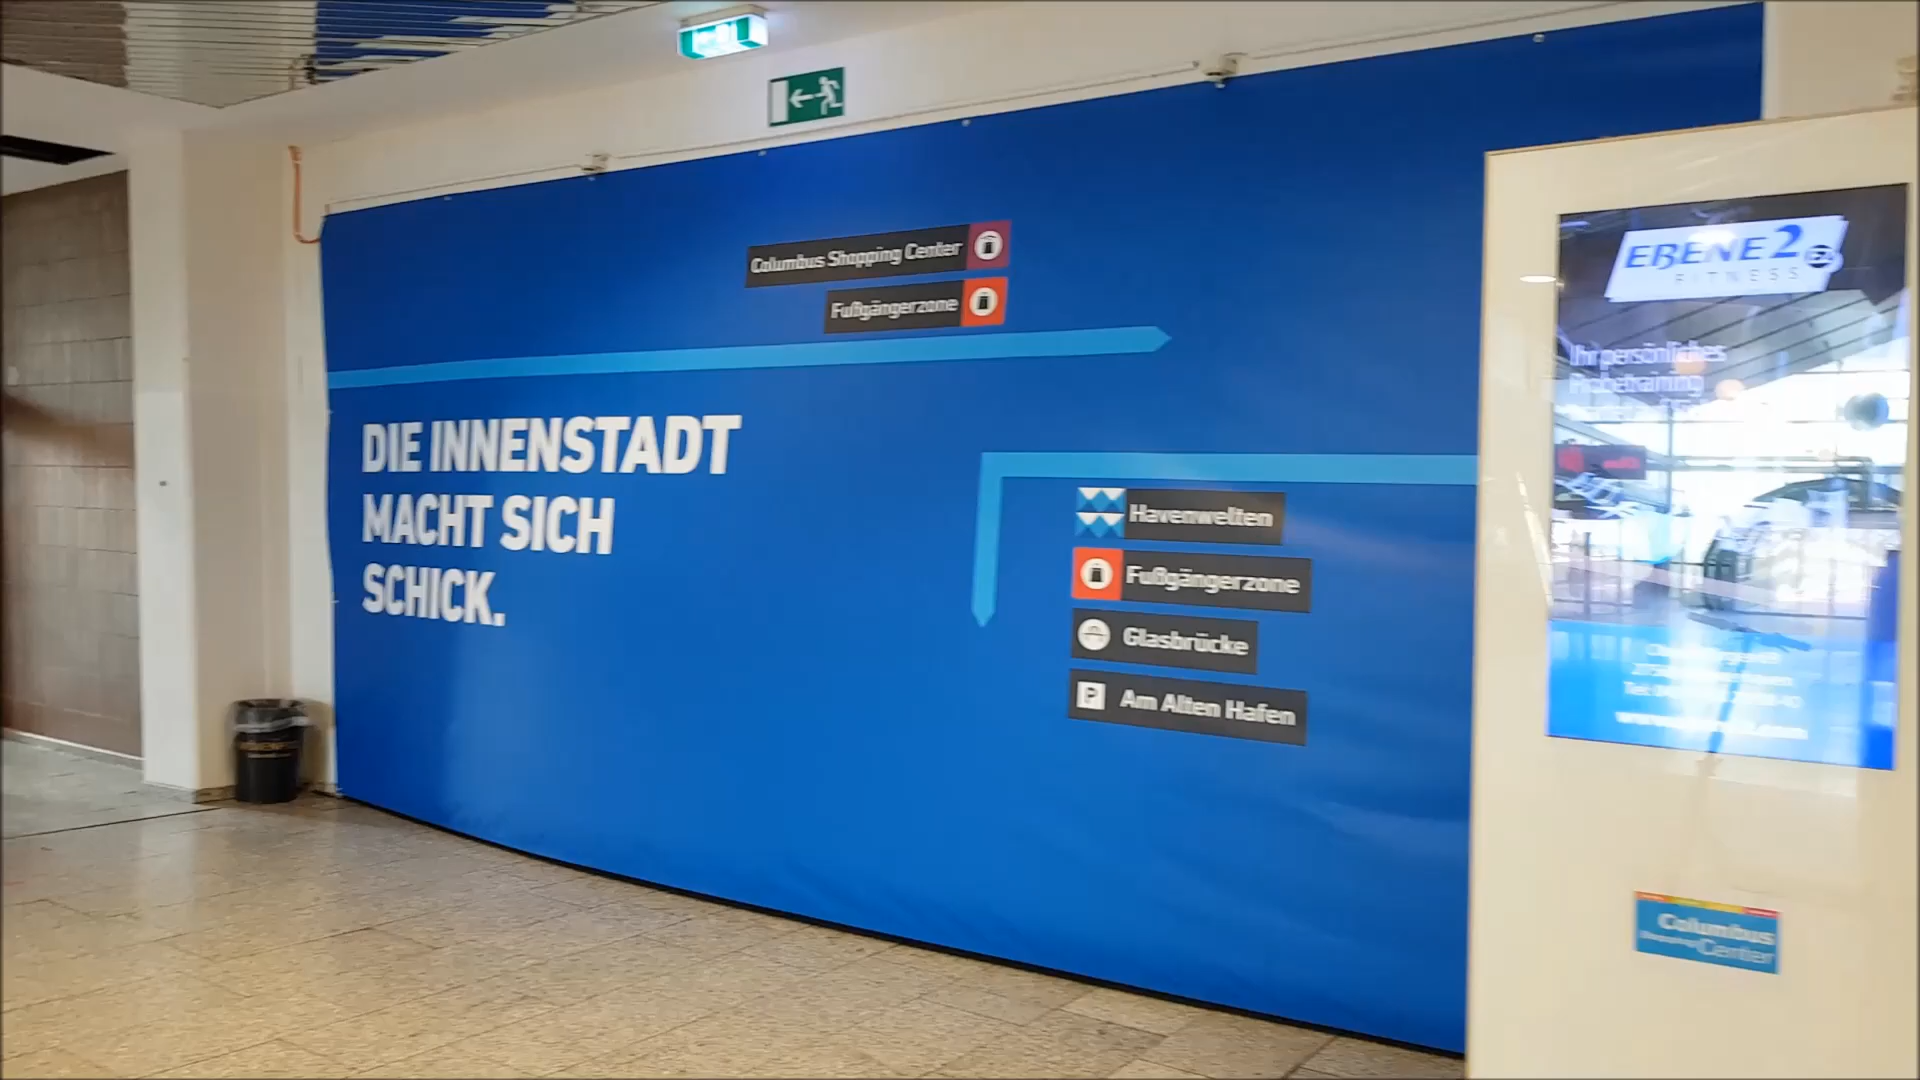 Columbus Shopping Center
Fußgängerzone
DIE INNENSTADT
MACHT SICH
SCHICK.
Havenwelten
Fußgängerzone
Glasbrücke
P Am Alten Hafen
EBENE 2
FITNESS
Ihr persönliches
Probetraining
Columbus
Center